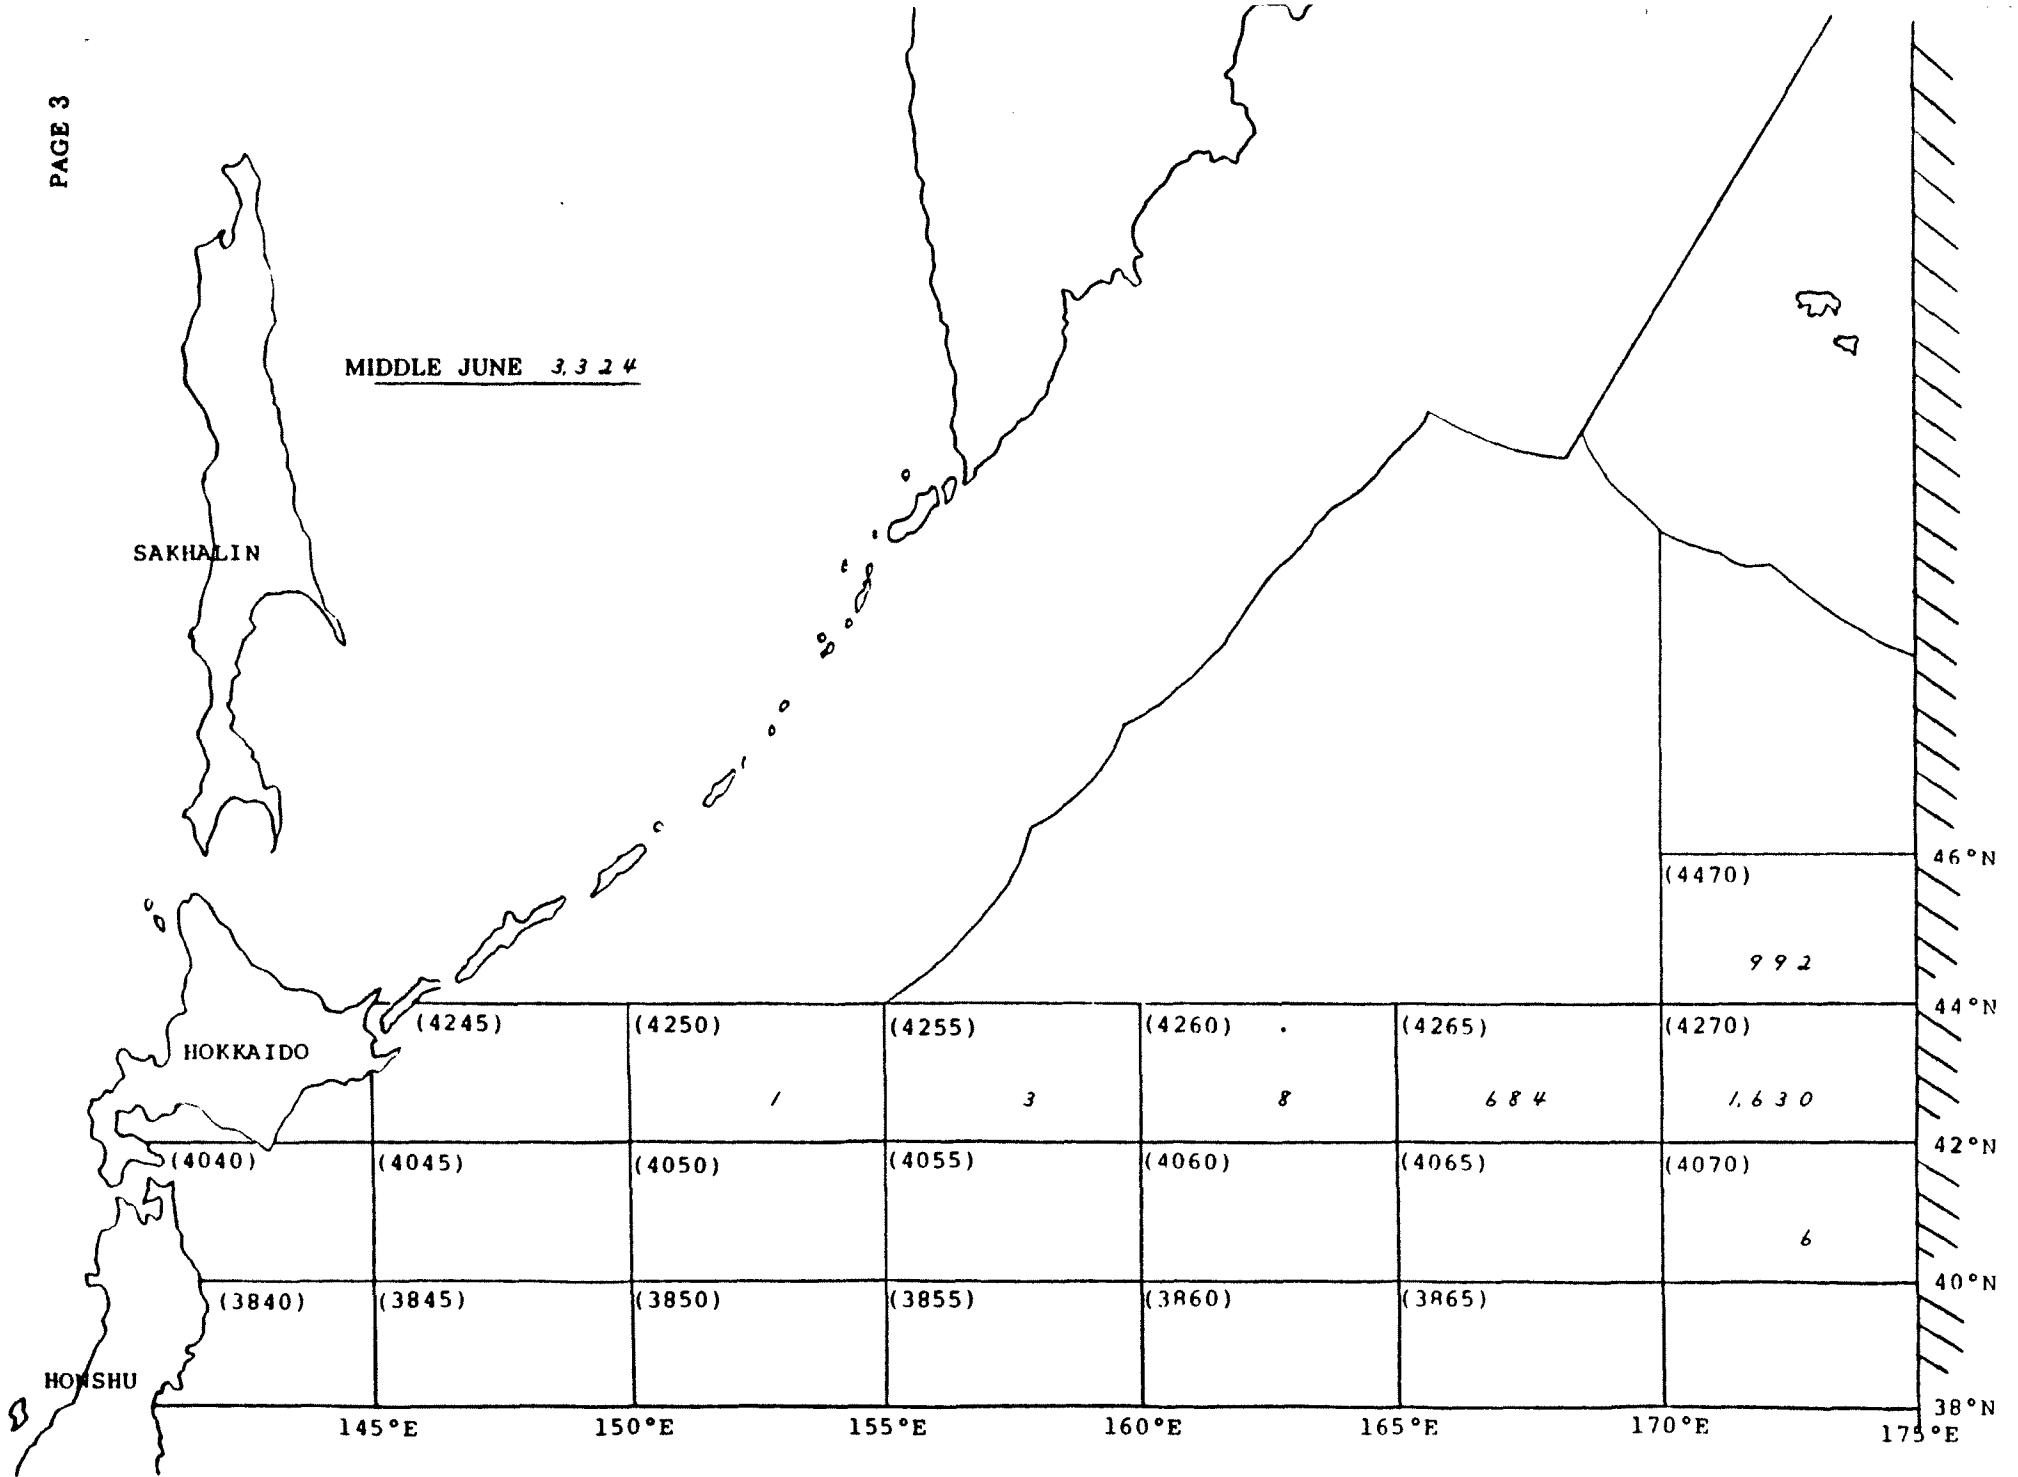 PAGE 3
MIDDLE JUNE 3,324
SAKHALIN
46°N
(4470)
992
44°N
(4245) (4250) (4255) (4260) (4265) (4270)
HOKKAIDO
1 3 8 684 1,630
42°N
(4040) (4045) (4050) (4055) (4060) (4065) (4070)
6
40°N
(3840) (3845) (3850) (3855) (3860) (3865)
HONSHU
38°N
145°E 150°E 155°E 160°E 165°E 170°E 175°E